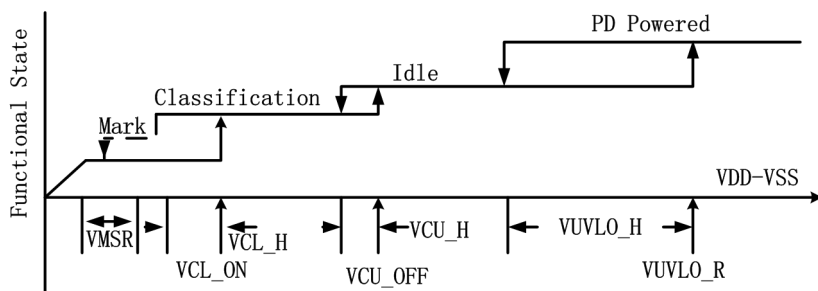 Functional State
PD Powered
Idle
Classification
Mark
VDD-VSS
VMSR
VCL_H
VCU_H
VUVLO_H
VCL_ON
VCU_OFF
VUVLO_R